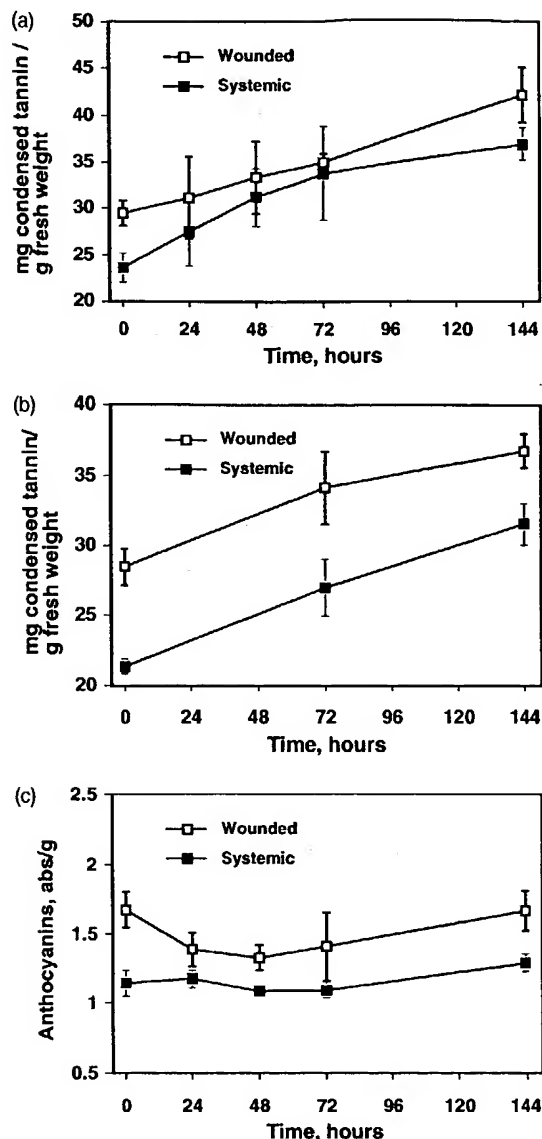 (a)
50
45
40
35
30
25
20
mg condensed tannin /
g fresh weight
Wounded
Systemic
0 24 48 72 96 120 144
Time, hours
(b)
40
35
30
25
20
mg condensed tannin/
g fresh weight
Wounded
Systemic
0 24 48 72 96 120 144
Time, hours
(c)
2.5
2
1.5
1
0.5
Anthocyanins, abs/g
Wounded
Systemic
0 24 48 72 96 120 144
Time, hours